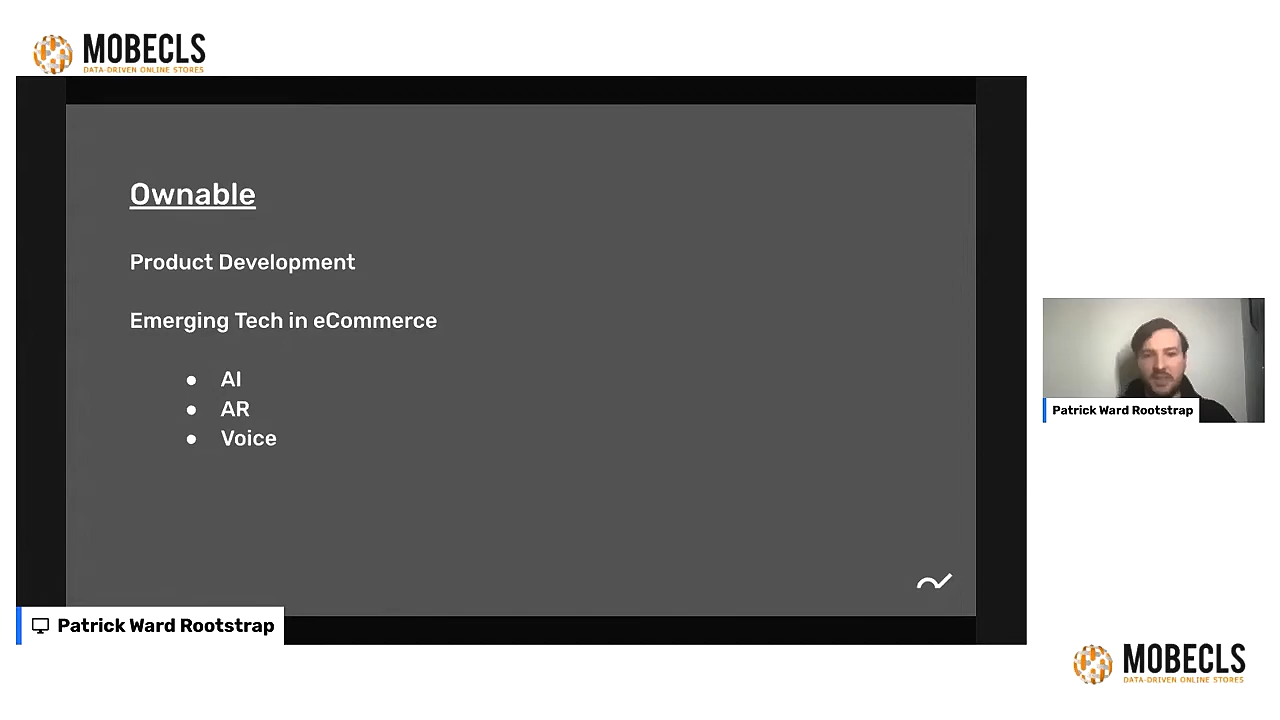 MOBECLS
DATA-DRIVEN ONLINE STORES
Ownable
Product Development
Emerging Tech in eCommerce
● AI
● AR
● Voice
Patrick Ward Rootstrap
Patrick Ward Rootstrap
MOBECLS
DATA-DRIVEN ONLINE STORES